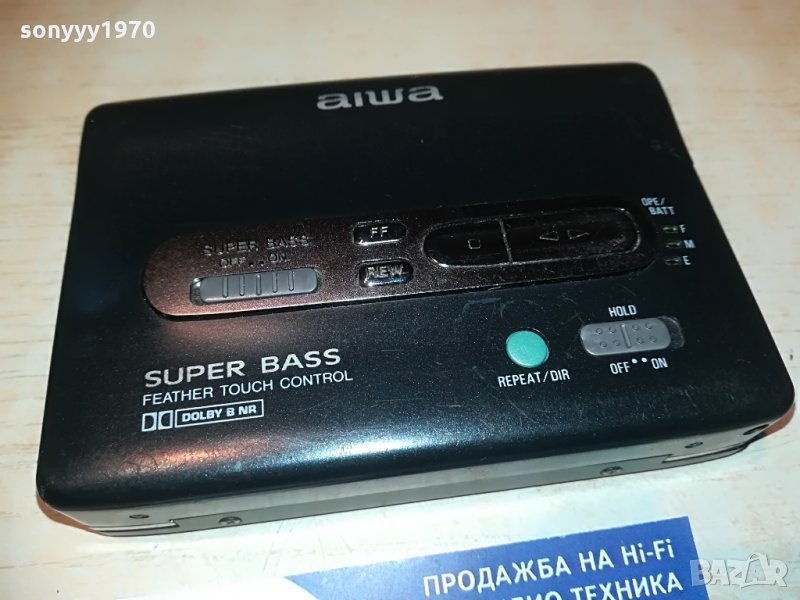 sonyyy1970
aiwa
SUPER BASS
OFF • • ON
FF
REW
OPE/
BATT
F
M
E
HOLD
OFF • • ON
REPEAT/DIR
SUPER BASS
FEATHER TOUCH CONTROL
DOLBY B NR
ПРОДАЖБА НА Hi-Fi
ТЕХНИКА
BAZAR